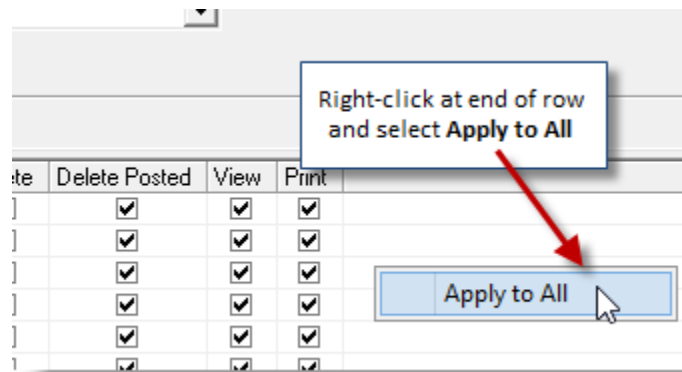 Right-click at end of row
and select Apply to All
Delete Posted View Print
Apply to All